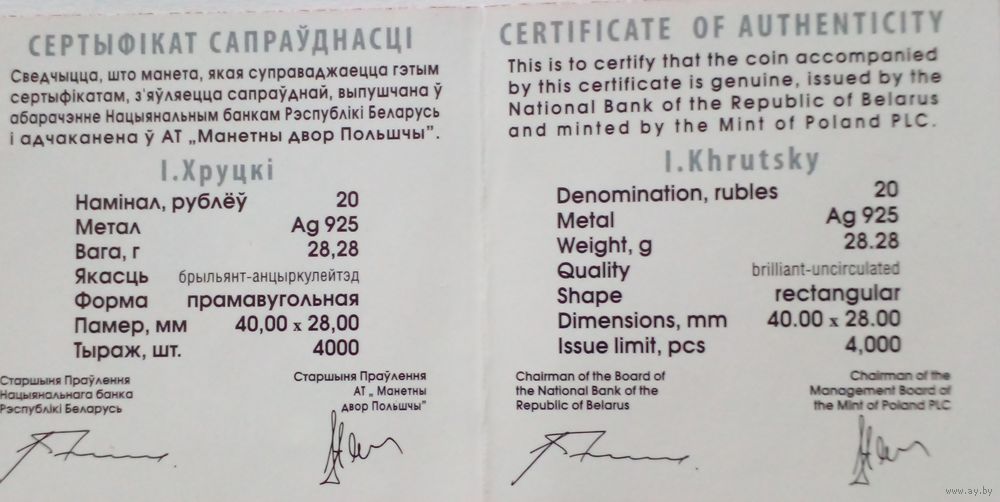 СЕРТЫФІКАТ САПРАЎДНАСЦІ
Сведчыцца, што манета, якая суправаджаецца гэтым
сертыфікатам, з'яўляецца сапраўднай, выпушчана ў
абарачэнне Нацыянальным банкам Рэспублікі Беларусь
і адчаканена ў АТ „Манетны двор Польшчы”.
І.Хруцкі
Намінал, рублёў 20
Метал Ag 925
Вага, г 28,28
Якасць брыльянт-анцыркулейтэд
Форма прамавугольная
Памер, мм 40,00 x 28,00
Тыраж, шт. 4000
Старшыня Праўлення
Нацыянальнага банка
Рэспублікі Беларусь
Старшыня Праўлення
АТ „ Манетны
двор Польшчы”
CERTIFICATE OF AUTHENTICITY
This is to certify that the coin accompanied
by this certificate is genuine, issued by the
National Bank of the Republic of Belarus
and minted by the Mint of Poland PLC.
I.Khrutsky
Denomination, rubles 20
Metal Ag 925
Weight, g 28.28
Quality brilliant-uncirculated
Shape rectangular
Dimensions, mm 40.00 x 28.00
Issue limit, pcs 4,000
Chairman of the Board of
the National Bank of the
Republic of Belarus
Chairman of the
Management Board of
the Mint of Poland PLC
www.ay.by